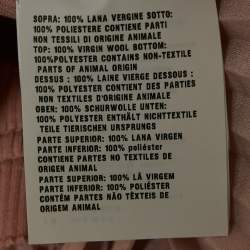 SOPRA: 100% LANA VERGINE SOTTO:
100% POLIESTERE CONTIENE PARTI
NON TESSILI DI ORIGINE ANIMALE
TOP: 100% VIRGIN WOOL BOTTOM:
100%POLYESTER CONTAINS NON-TEXTILE
PARTS OF ANIMAL ORIGIN
DESSUS : 100% LAINE VIERGE DESSOUS :
100% POLYESTER CONTIENT DES PARTIES
NON TEXTILES D'ORIGINE ANIMALE
OBEN: 100% SCHURWOLLE UNTEN:
100% POLYESTER ENTHÄLT NICHTTEXTILE
TEILE TIERISCHEN URSPRUNGS
PARTE SUPERIOR: 100% LANA VIRGEN
PARTE INFERIOR: 100% poliéster
CONTIENE PARTES NO TEXTILES DE
ORIGEN ANIMAL
PARTE SUPERIOR: 100% LÃ VIRGEM
PARTE INFERIOR: 100% POLIÉSTER
CONTÉM PARTES NÃO TÊXTEIS DE
ORIGEM ANIMAL